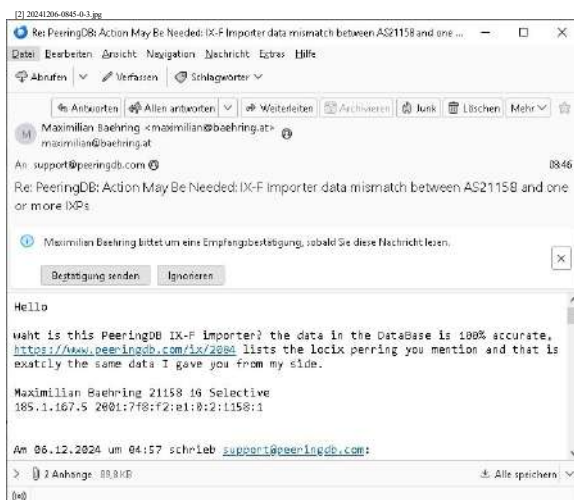 [2] 20241206-0845-0-3.jpg
Re: PeeringDB: Action May Be Needed: IX-F Importer data mismatch between AS21158 and one ...
Datei Bearbeiten Ansicht Navigation Nachricht Extras Hilfe
Abrufen Verfassen Schlagwörter
Antworten Allen antworten Weiterleiten Archivieren Junk Löschen Mehr
M
Maximilian Baehring <maximilian@baehring.at>
maximilian@baehring.at
An support@peeringdb.com 08:46
Re: PeeringDB: Action May Be Needed: IX-F Importer data mismatch between AS21158 and one
or more IXPs
Maximilian Baehring bittet um eine Empfangsbestätigung, sobald Sie diese Nachricht lesen.
Bestätigung senden Ignorieren
Hello
waht is this PeeringDB IX-F importer? the data in the DataBase is 100% accurate,
https://www.peeringdb.com/ix/2084 lists the locix perring you mention and that is
exatcly the same data I gave you from my side.
Maximilian Baehring 21158 1G Selective
185.1.167.5 2001:7f8:f2:e1:0:2:1158:1
Am 06.12.2024 um 04:57 schrieb support@peeringdb.com:
2 Anhänge 89,8 KB Alle speichern